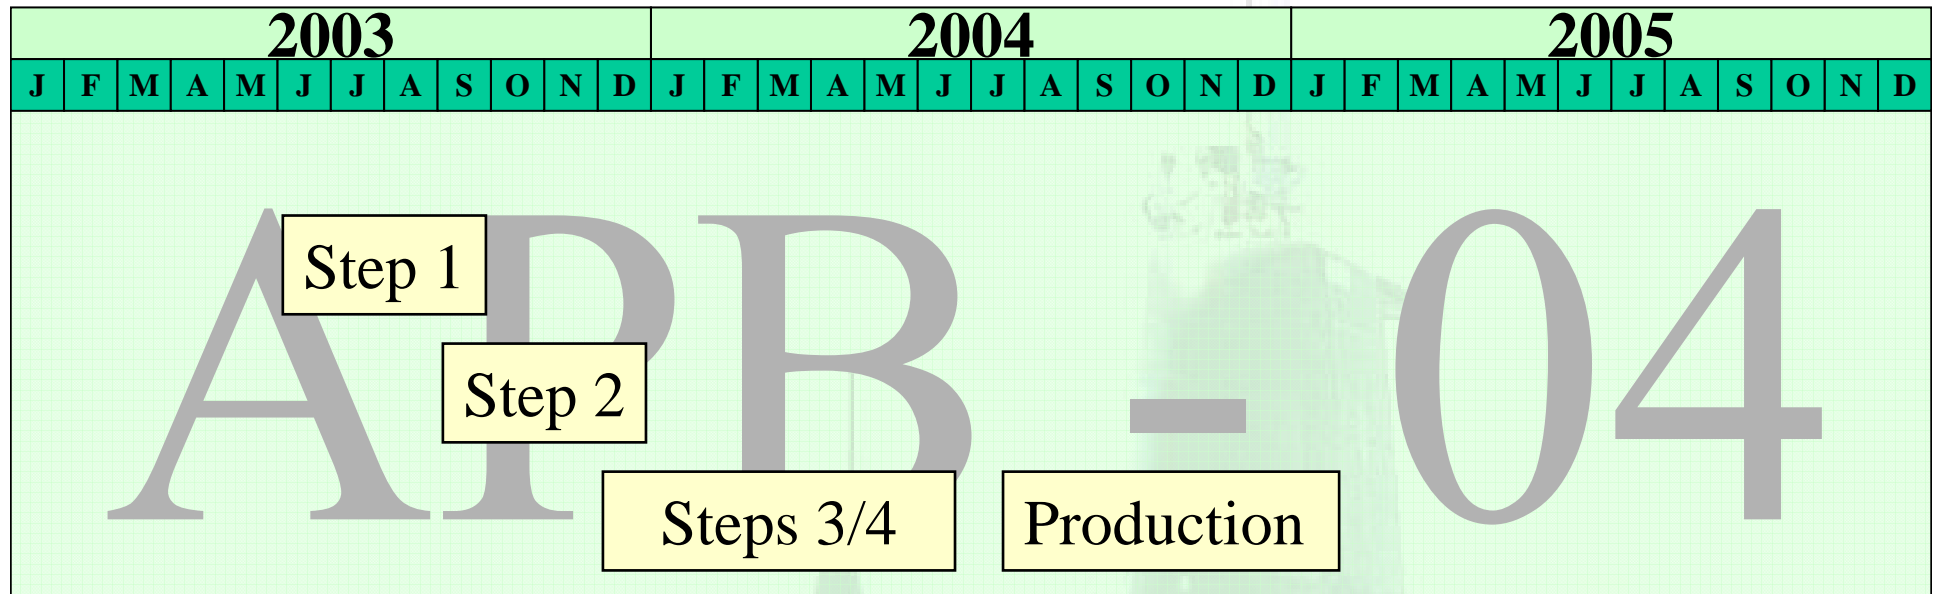 2003 2004 2005
J F M A M J J A S O N D J F M A M J J A S O N D J F M A M J J A S O N D
APB - 04
Step 1
Step 2
Steps 3/4 Production